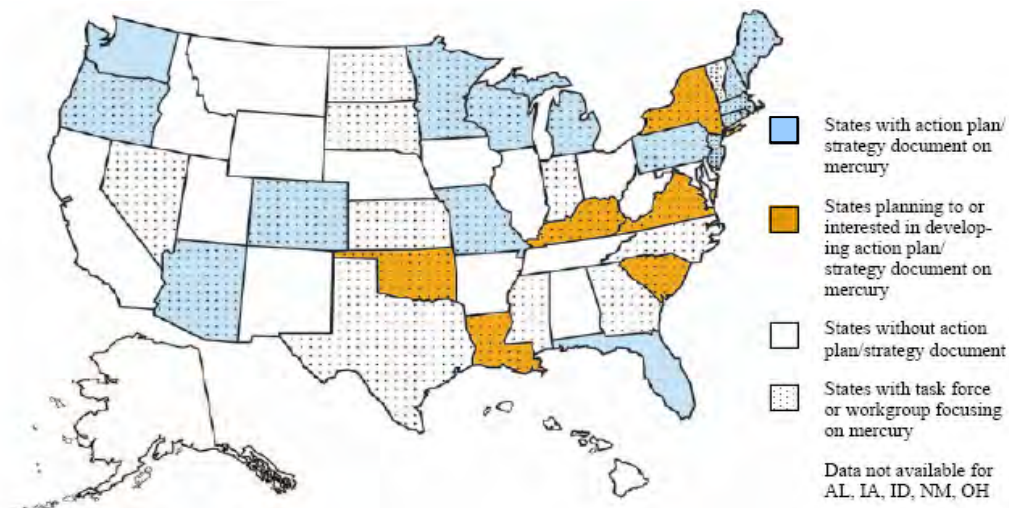 States with action plan/
strategy document on
mercury
States planning to or
interested in develop-
ing action plan/
strategy document on
mercury
States without action
plan/strategy document
States with task force
or workgroup focusing
on mercury
Data not available for
AL, IA, ID, NM, OH